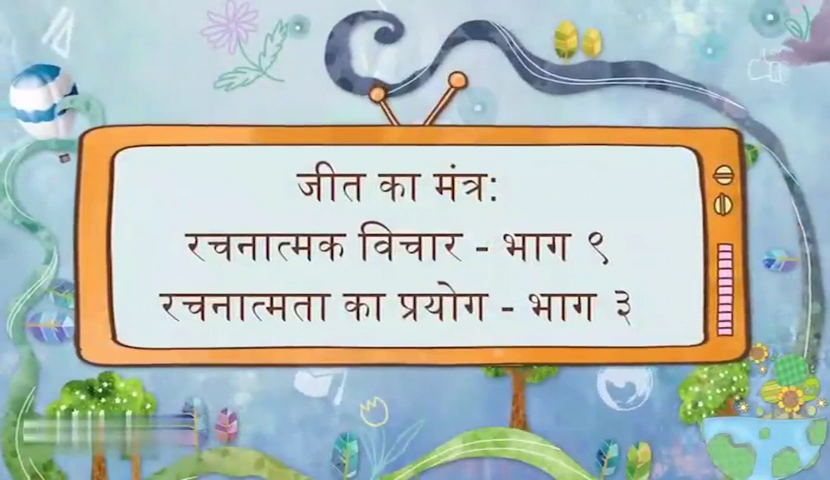 जीत का मंत्र:
रचनात्मक विचार - भाग ९
रचनात्मता का प्रयोग - भाग ३